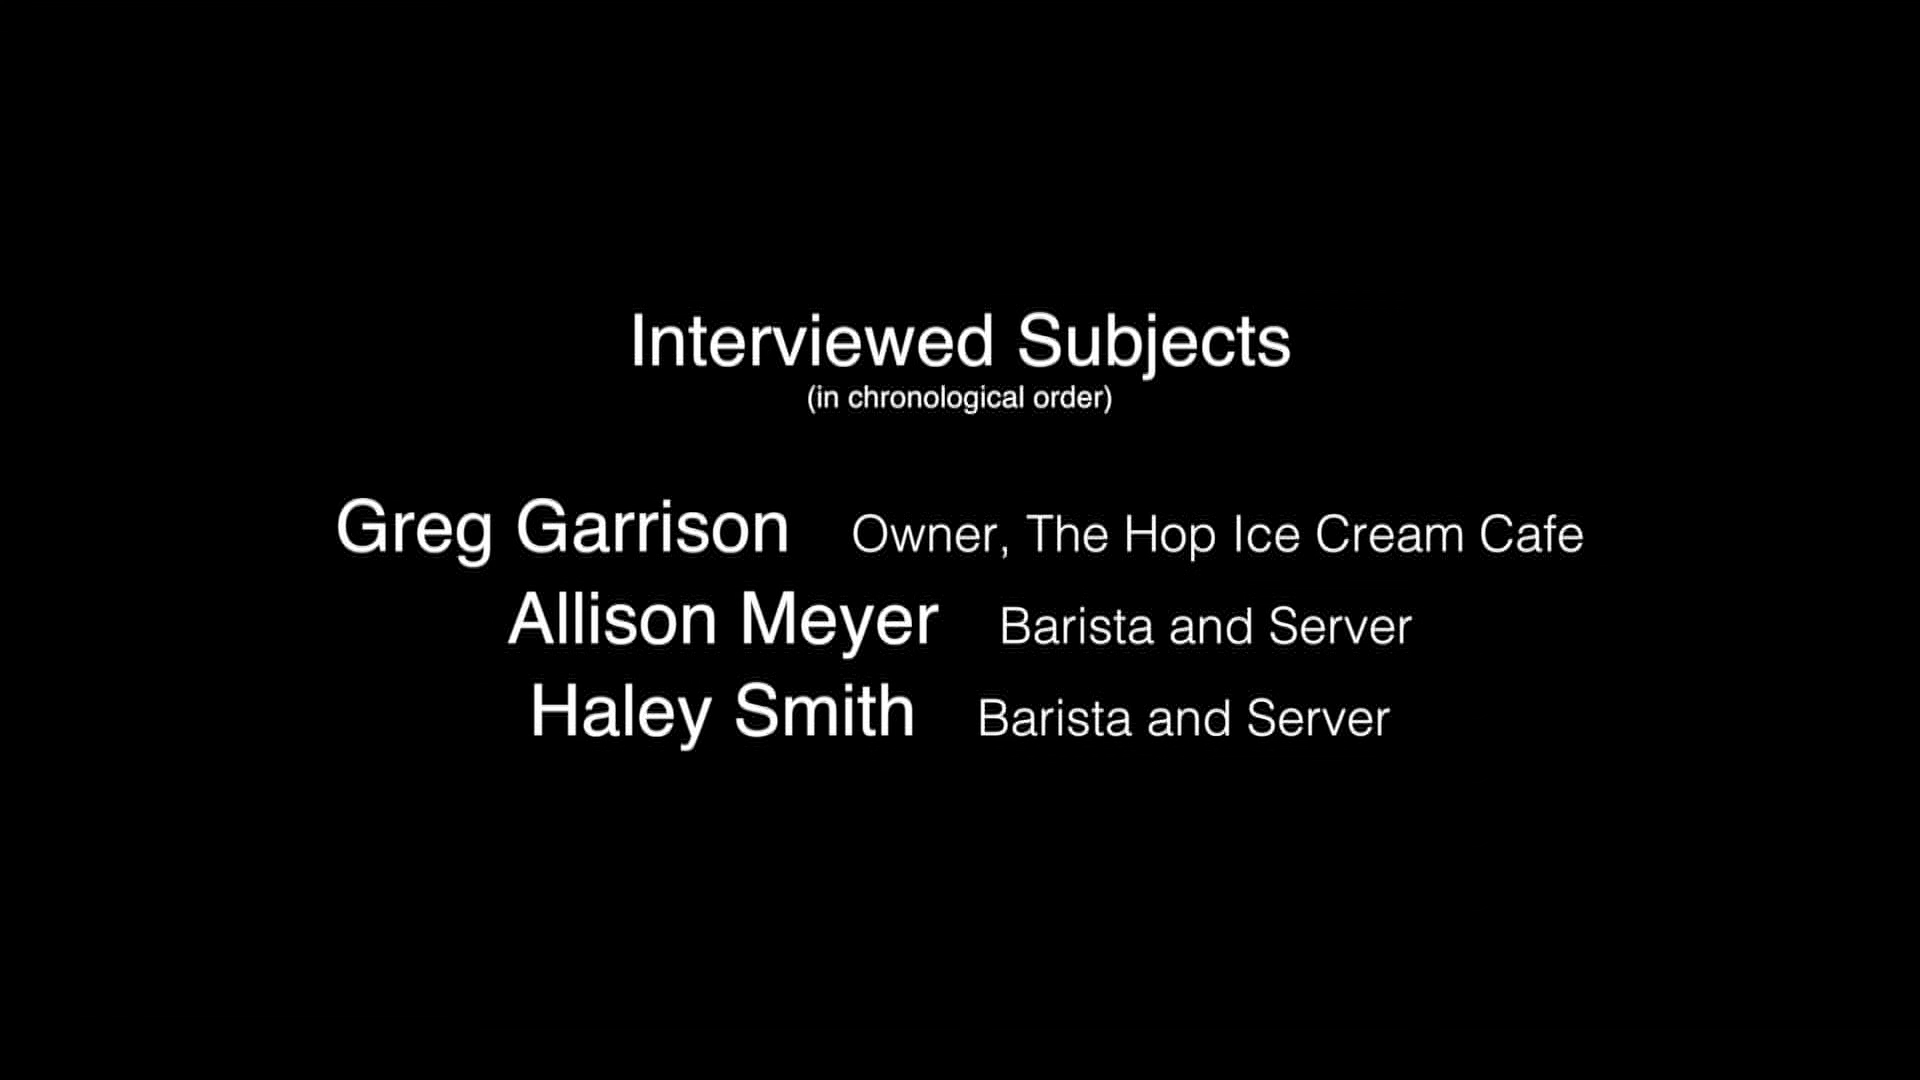 Interviewed Subjects
(in chronological order)
Greg Garrison Owner, The Hop Ice Cream Cafe
Allison Meyer Barista and Server
Haley Smith Barista and Server